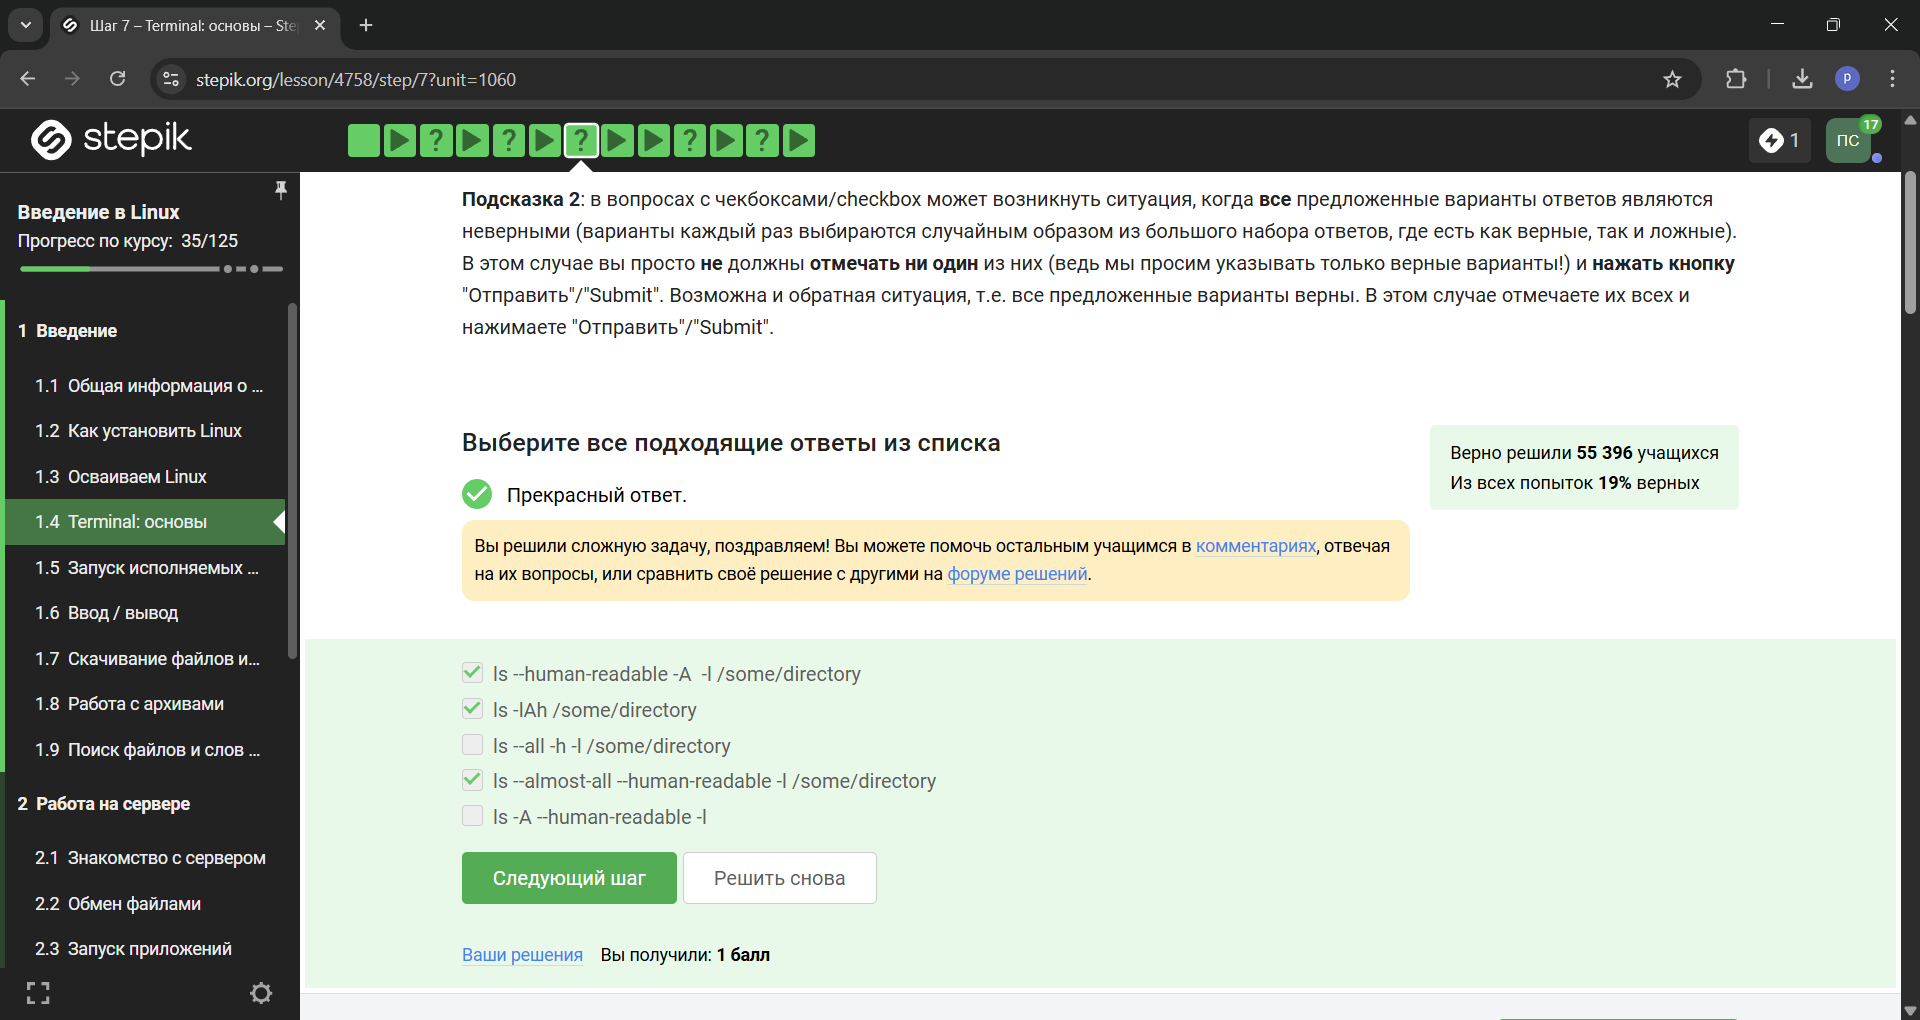 Шаг 7 – Terminal: основы – Ste
stepik.org/lesson/4758/step/7?unit=1060
P
stepik
? ? ? ? ?
1
ПС
17
Введение в Linux
Прогресс по курсу: 35/125
1 Введение
1.1 Общая информация о ...
1.2 Как установить Linux
1.3 Осваиваем Linux
1.4 Terminal: основы
1.5 Запуск исполняемых ...
1.6 Ввод / вывод
1.7 Скачивание файлов и...
1.8 Работа с архивами
1.9 Поиск файлов и слов ...
2 Работа на сервере
2.1 Знакомство с сервером
2.2 Обмен файлами
2.3 Запуск приложений
Подсказка 2: в вопросах с чекбоксами/checkbox может возникнуть ситуация, когда все предложенные варианты ответов являются
неверными (варианты каждый раз выбираются случайным образом из большого набора ответов, где есть как верные, так и ложные).
В этом случае вы просто не должны отмечать ни один из них (ведь мы просим указывать только верные варианты!) и нажать кнопку
"Отправить"/"Submit". Возможна и обратная ситуация, т.е. все предложенные варианты верны. В этом случае отмечаете их всех и
нажимаете "Отправить"/"Submit".
Выберите все подходящие ответы из списка
Верно решили 55 396 учащихся
Из всех попыток 19% верных
Прекрасный ответ.
Вы решили сложную задачу, поздравляем! Вы можете помочь остальным учащимся в комментариях, отвечая
на их вопросы, или сравнить своё решение с другими на форуме решений.
ls --human-readable -A  -l /some/directory
ls -lAh /some/directory
ls --all -h -l /some/directory
ls --almost-all --human-readable -l /some/directory
ls -A --human-readable -l
Следующий шаг
Решить снова
Ваши решения Вы получили: 1 балл